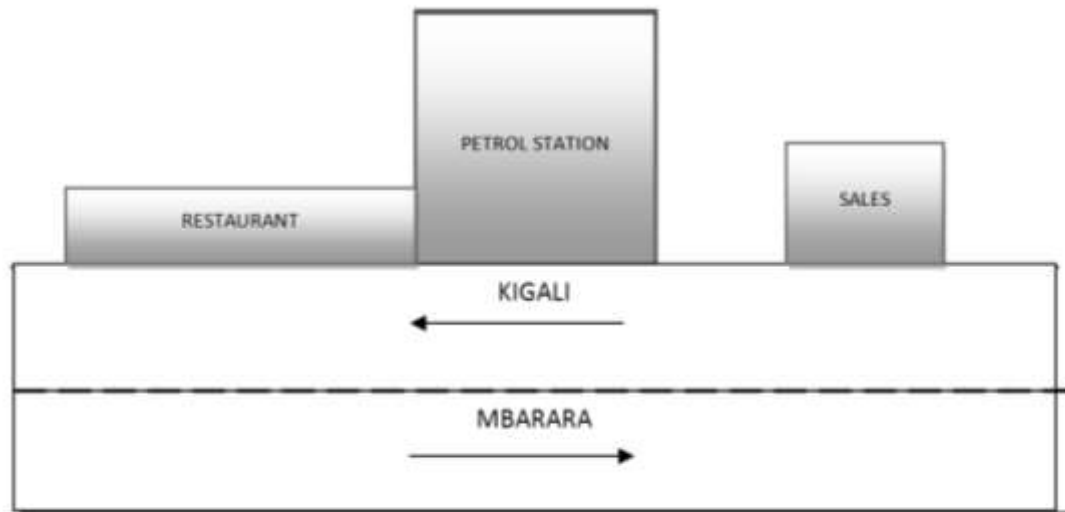 PETROL STATION
RESTAURANT
SALES
KIGALI
MBARARA